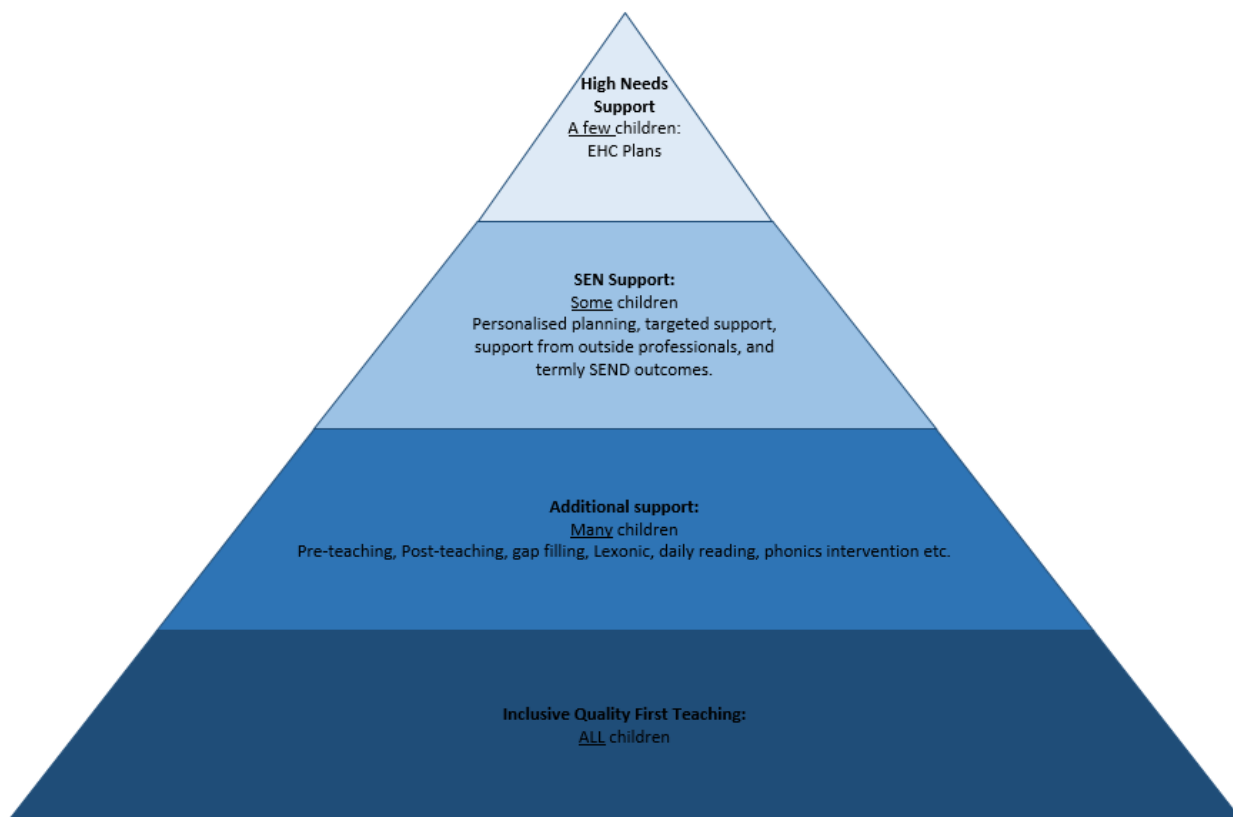 High Needs
Support
A few children:
EHC Plans
SEN Support:
Some children
Personalised planning, targeted support,
support from outside professionals, and
termly SEND outcomes.
Additional support:
Many children
Pre-teaching, Post-teaching, gap filling, Lexonic, daily reading, phonics intervention etc.
Inclusive Quality First Teaching:
ALL children